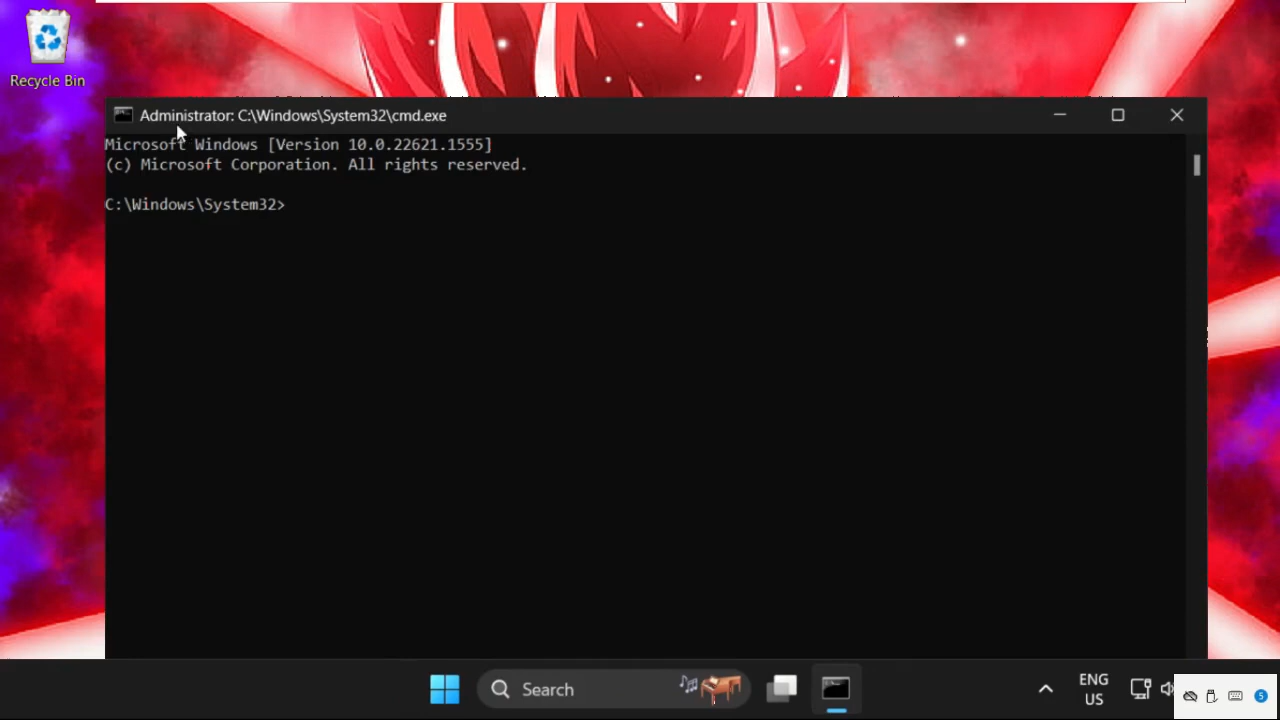 Recycle Bin
Administrator: C:\Windows\System32\cmd.exe
Microsoft Windows [Version 10.0.22621.1555]
(c) Microsoft Corporation. All rights reserved.
C:\Windows\System32>
Search
ENG
US
5